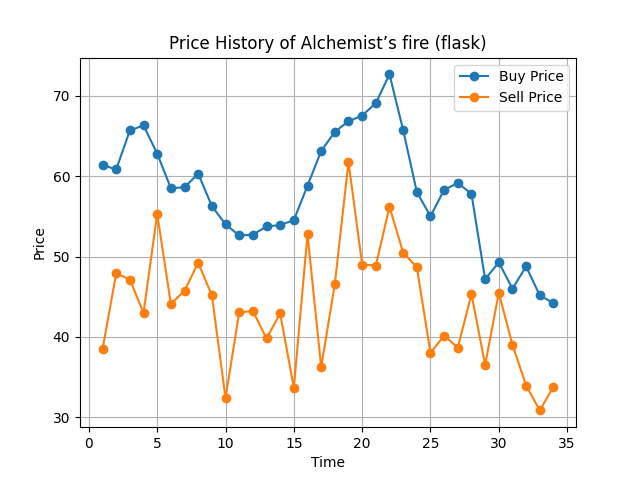 Price History of Alchemist’s fire (flask)
Buy Price
Sell Price
70
60
50
40
30
Price
0 5 10 15 20 25 30 35
Time